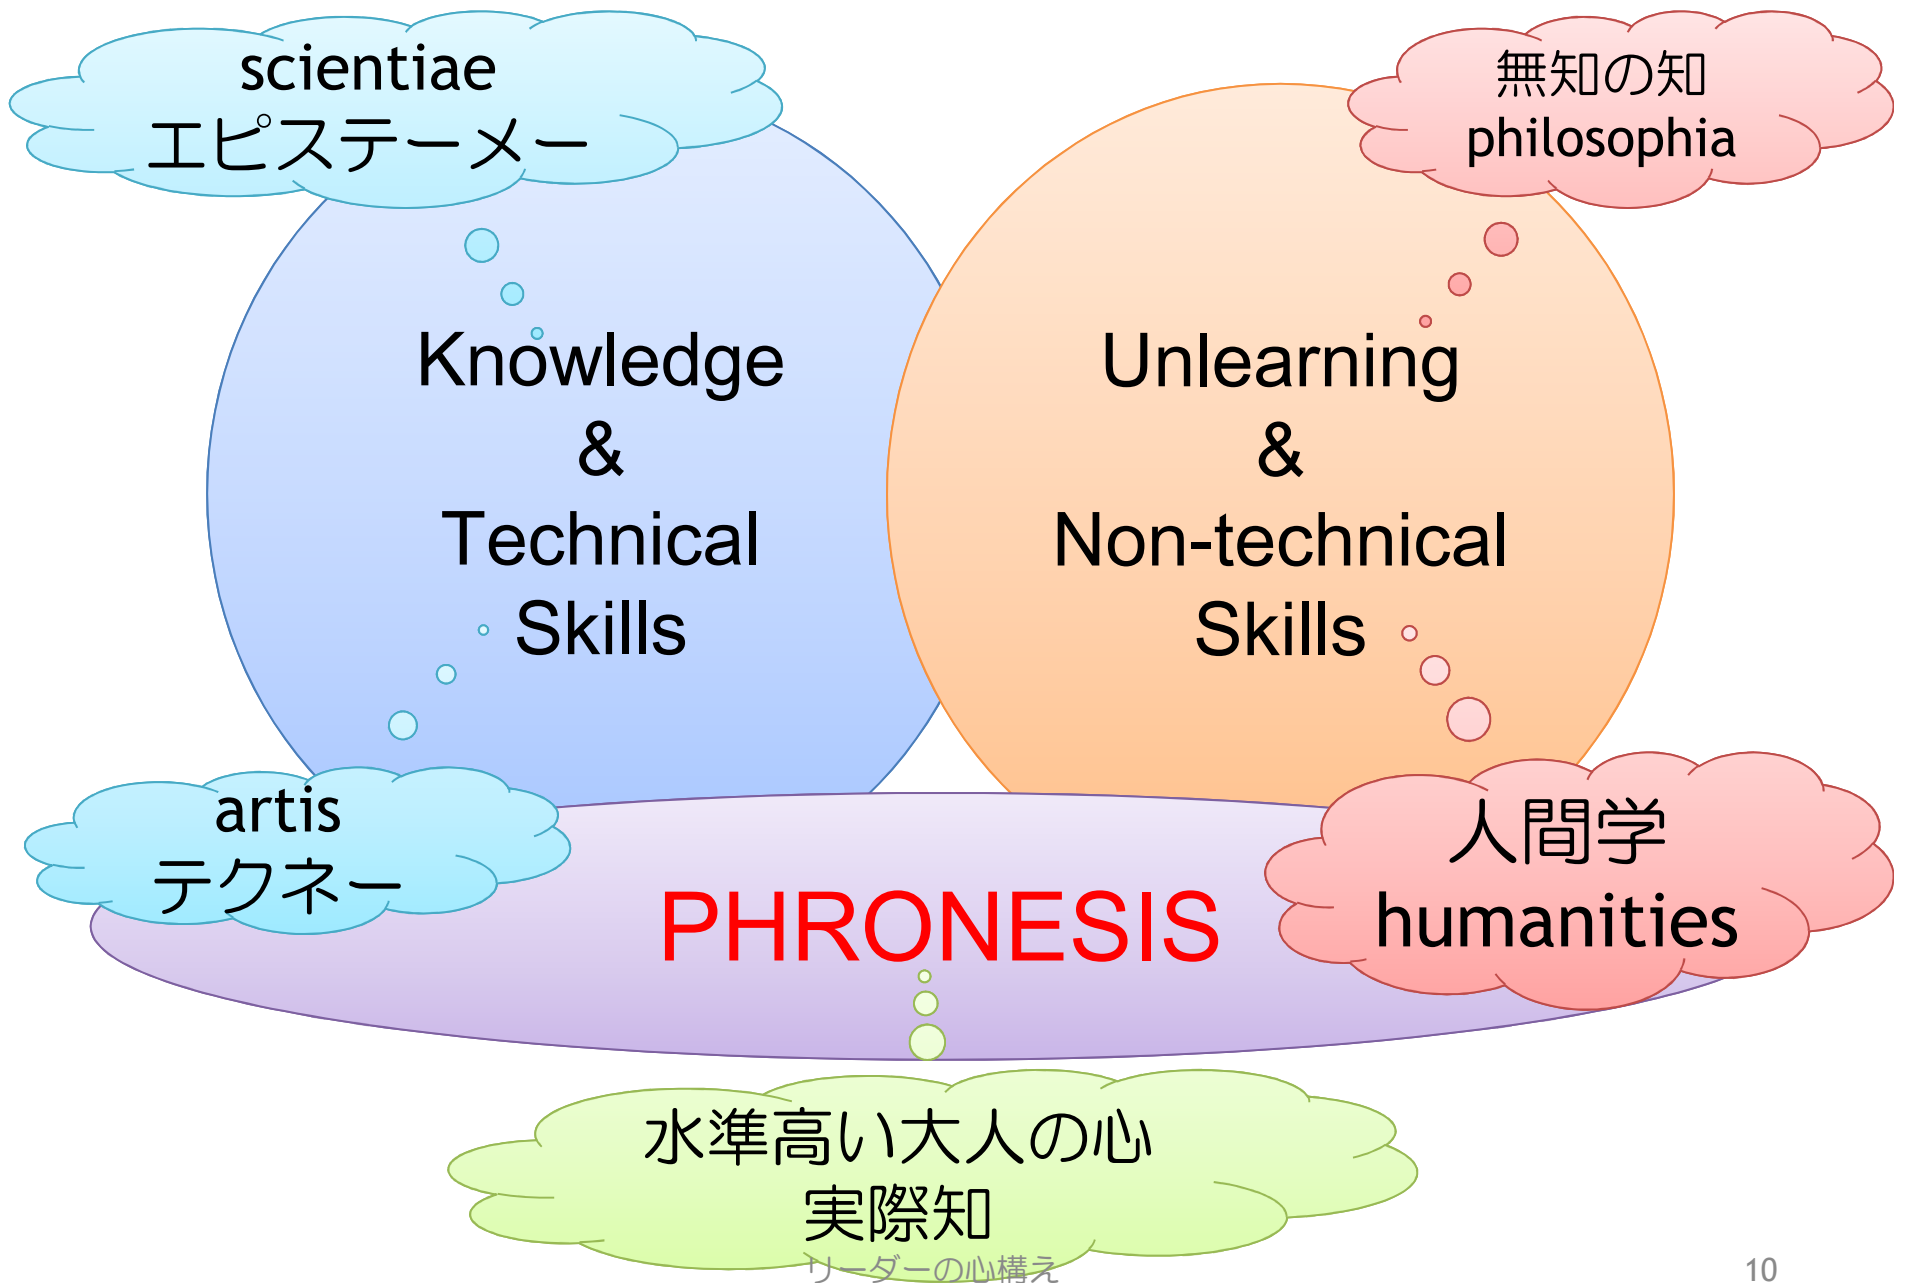 scientiae
エピステーメー
無知の知
philosophia
Knowledge
&
Technical
Skills
Unlearning
&
Non-technical
Skills
artis
テクネー
人間学
humanities
PHRONESIS
水準高い大人の心
実際知
リーダーの心構え
10